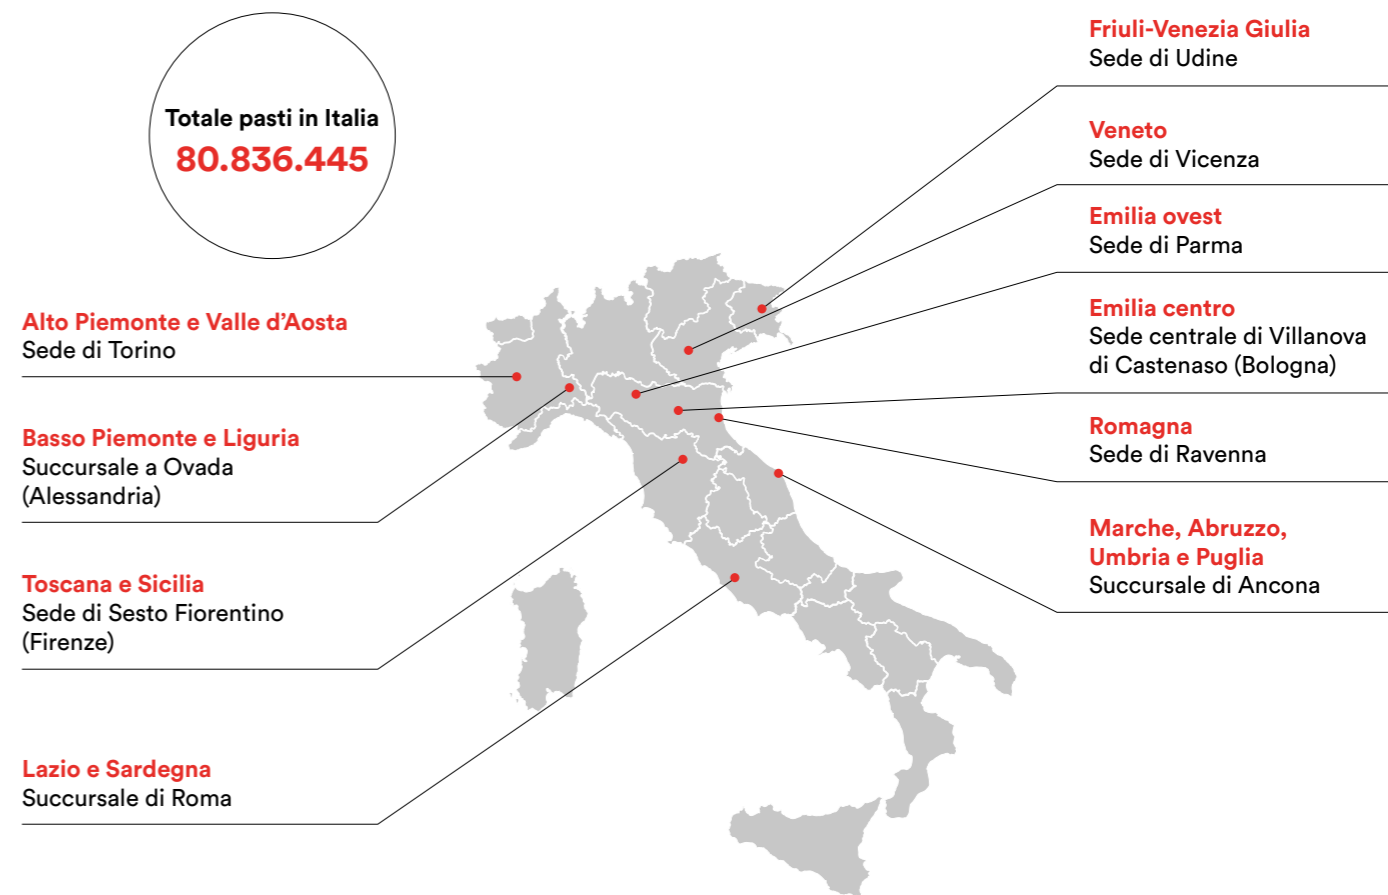 Totale pasti in Italia
80.836.445
Alto Piemonte e Valle d’Aosta
Sede di Torino
Basso Piemonte e Liguria
Succursale a Ovada
(Alessandria)
Toscana e Sicilia
Sede di Sesto Fiorentino
(Firenze)
Lazio e Sardegna
Succursale di Roma
Friuli-Venezia Giulia
Sede di Udine
Veneto
Sede di Vicenza
Emilia ovest
Sede di Parma
Emilia centro
Sede centrale di Villanova
di Castenaso (Bologna)
Romagna
Sede di Ravenna
Marche, Abruzzo,
Umbria e Puglia
Succursale di Ancona